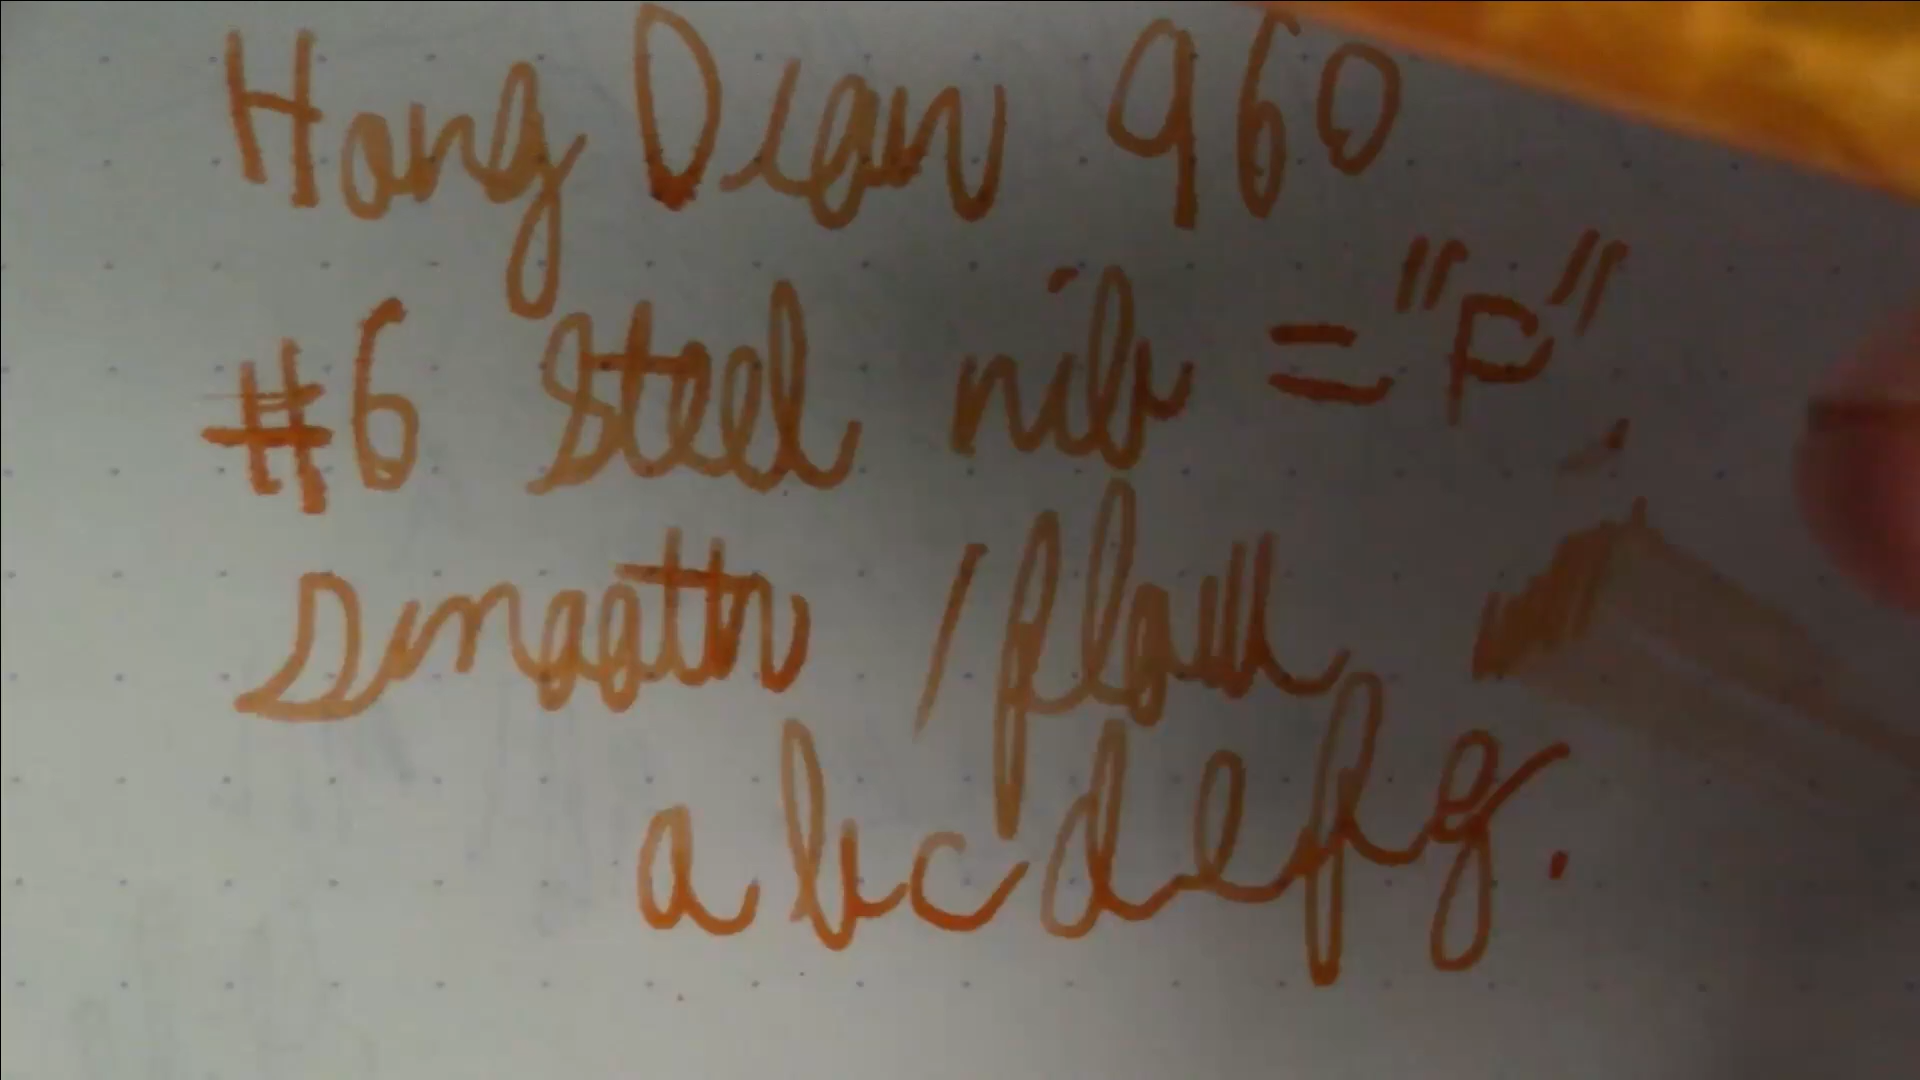 Hong Dian 960
#6 steel nib = "F"
smooth / flow
abcdefg.